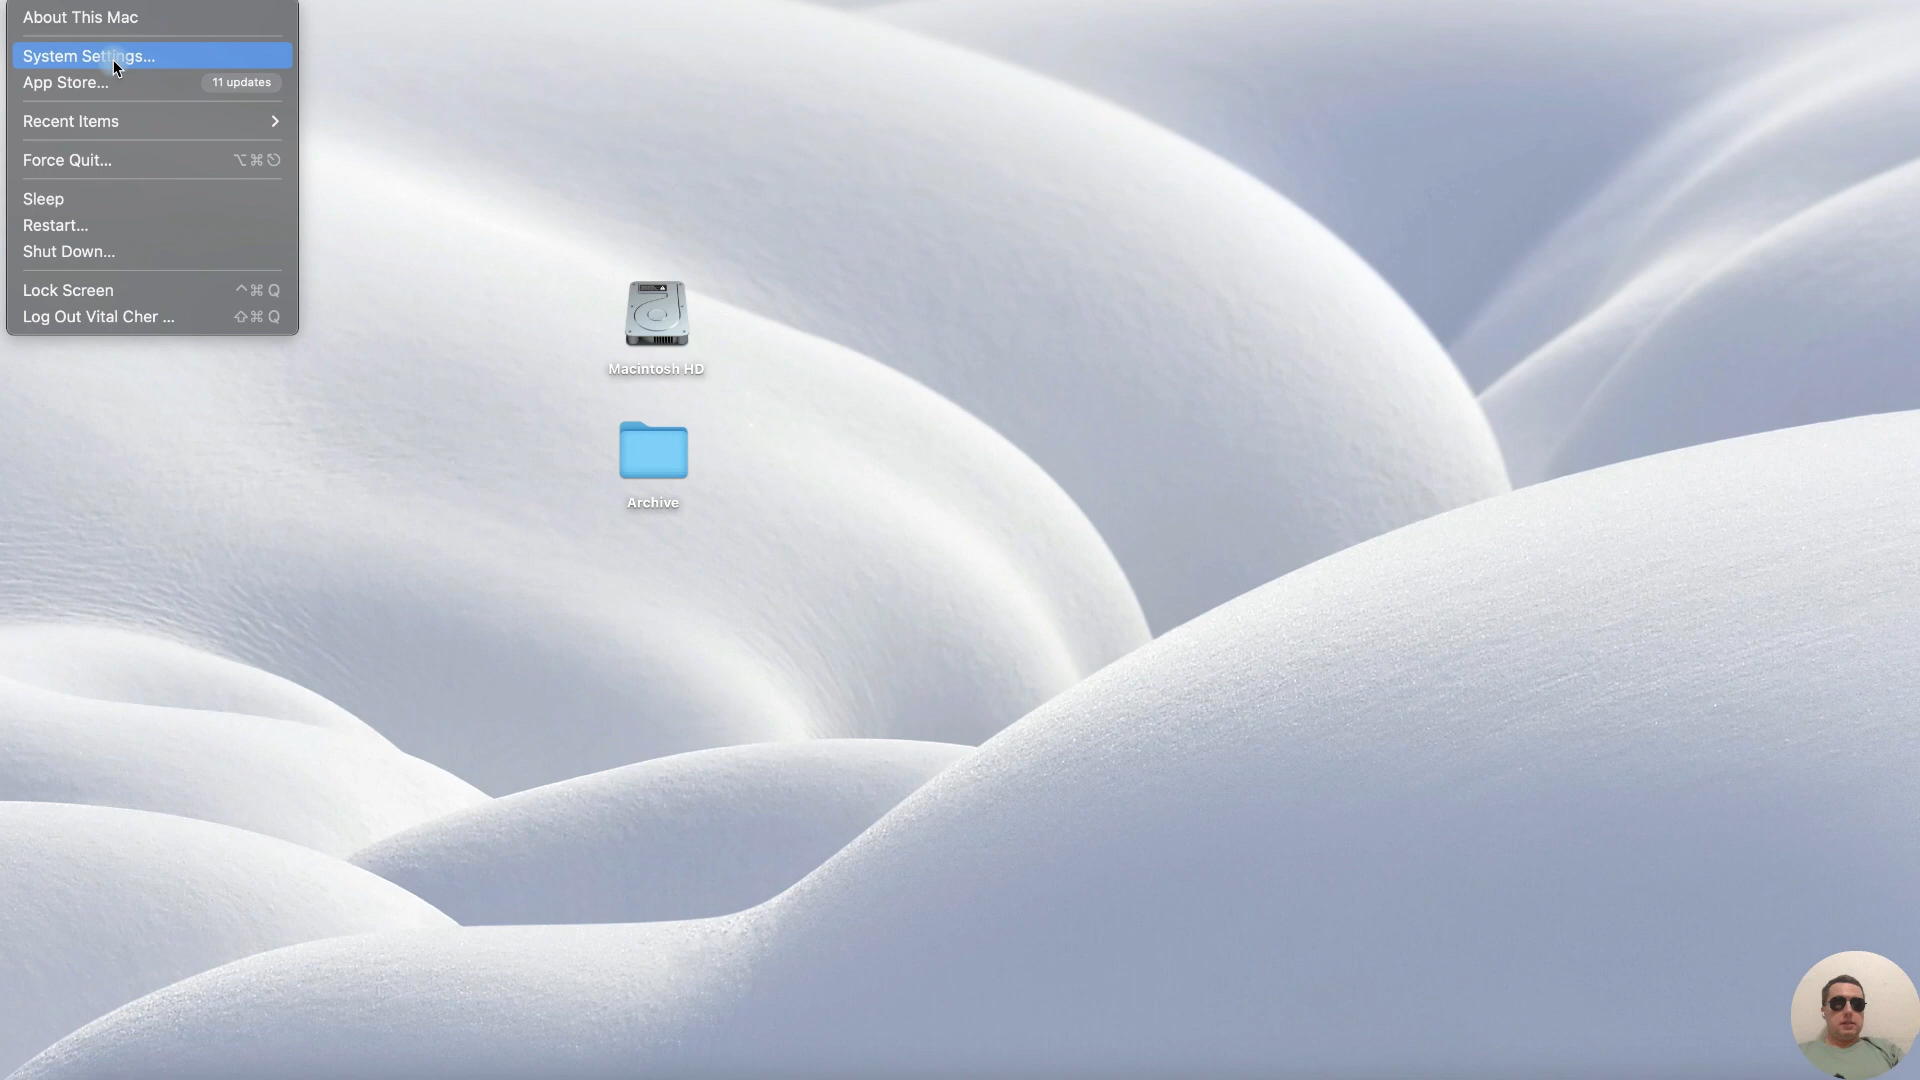 About This Mac
System Settings...
App Store... 11 updates
Recent Items
Force Quit... ⌥⌘⎋
Sleep
Restart...
Shut Down...
Lock Screen ^⌘Q
Log Out Vital Cher ... ⇧⌘Q
Macintosh HD
Archive